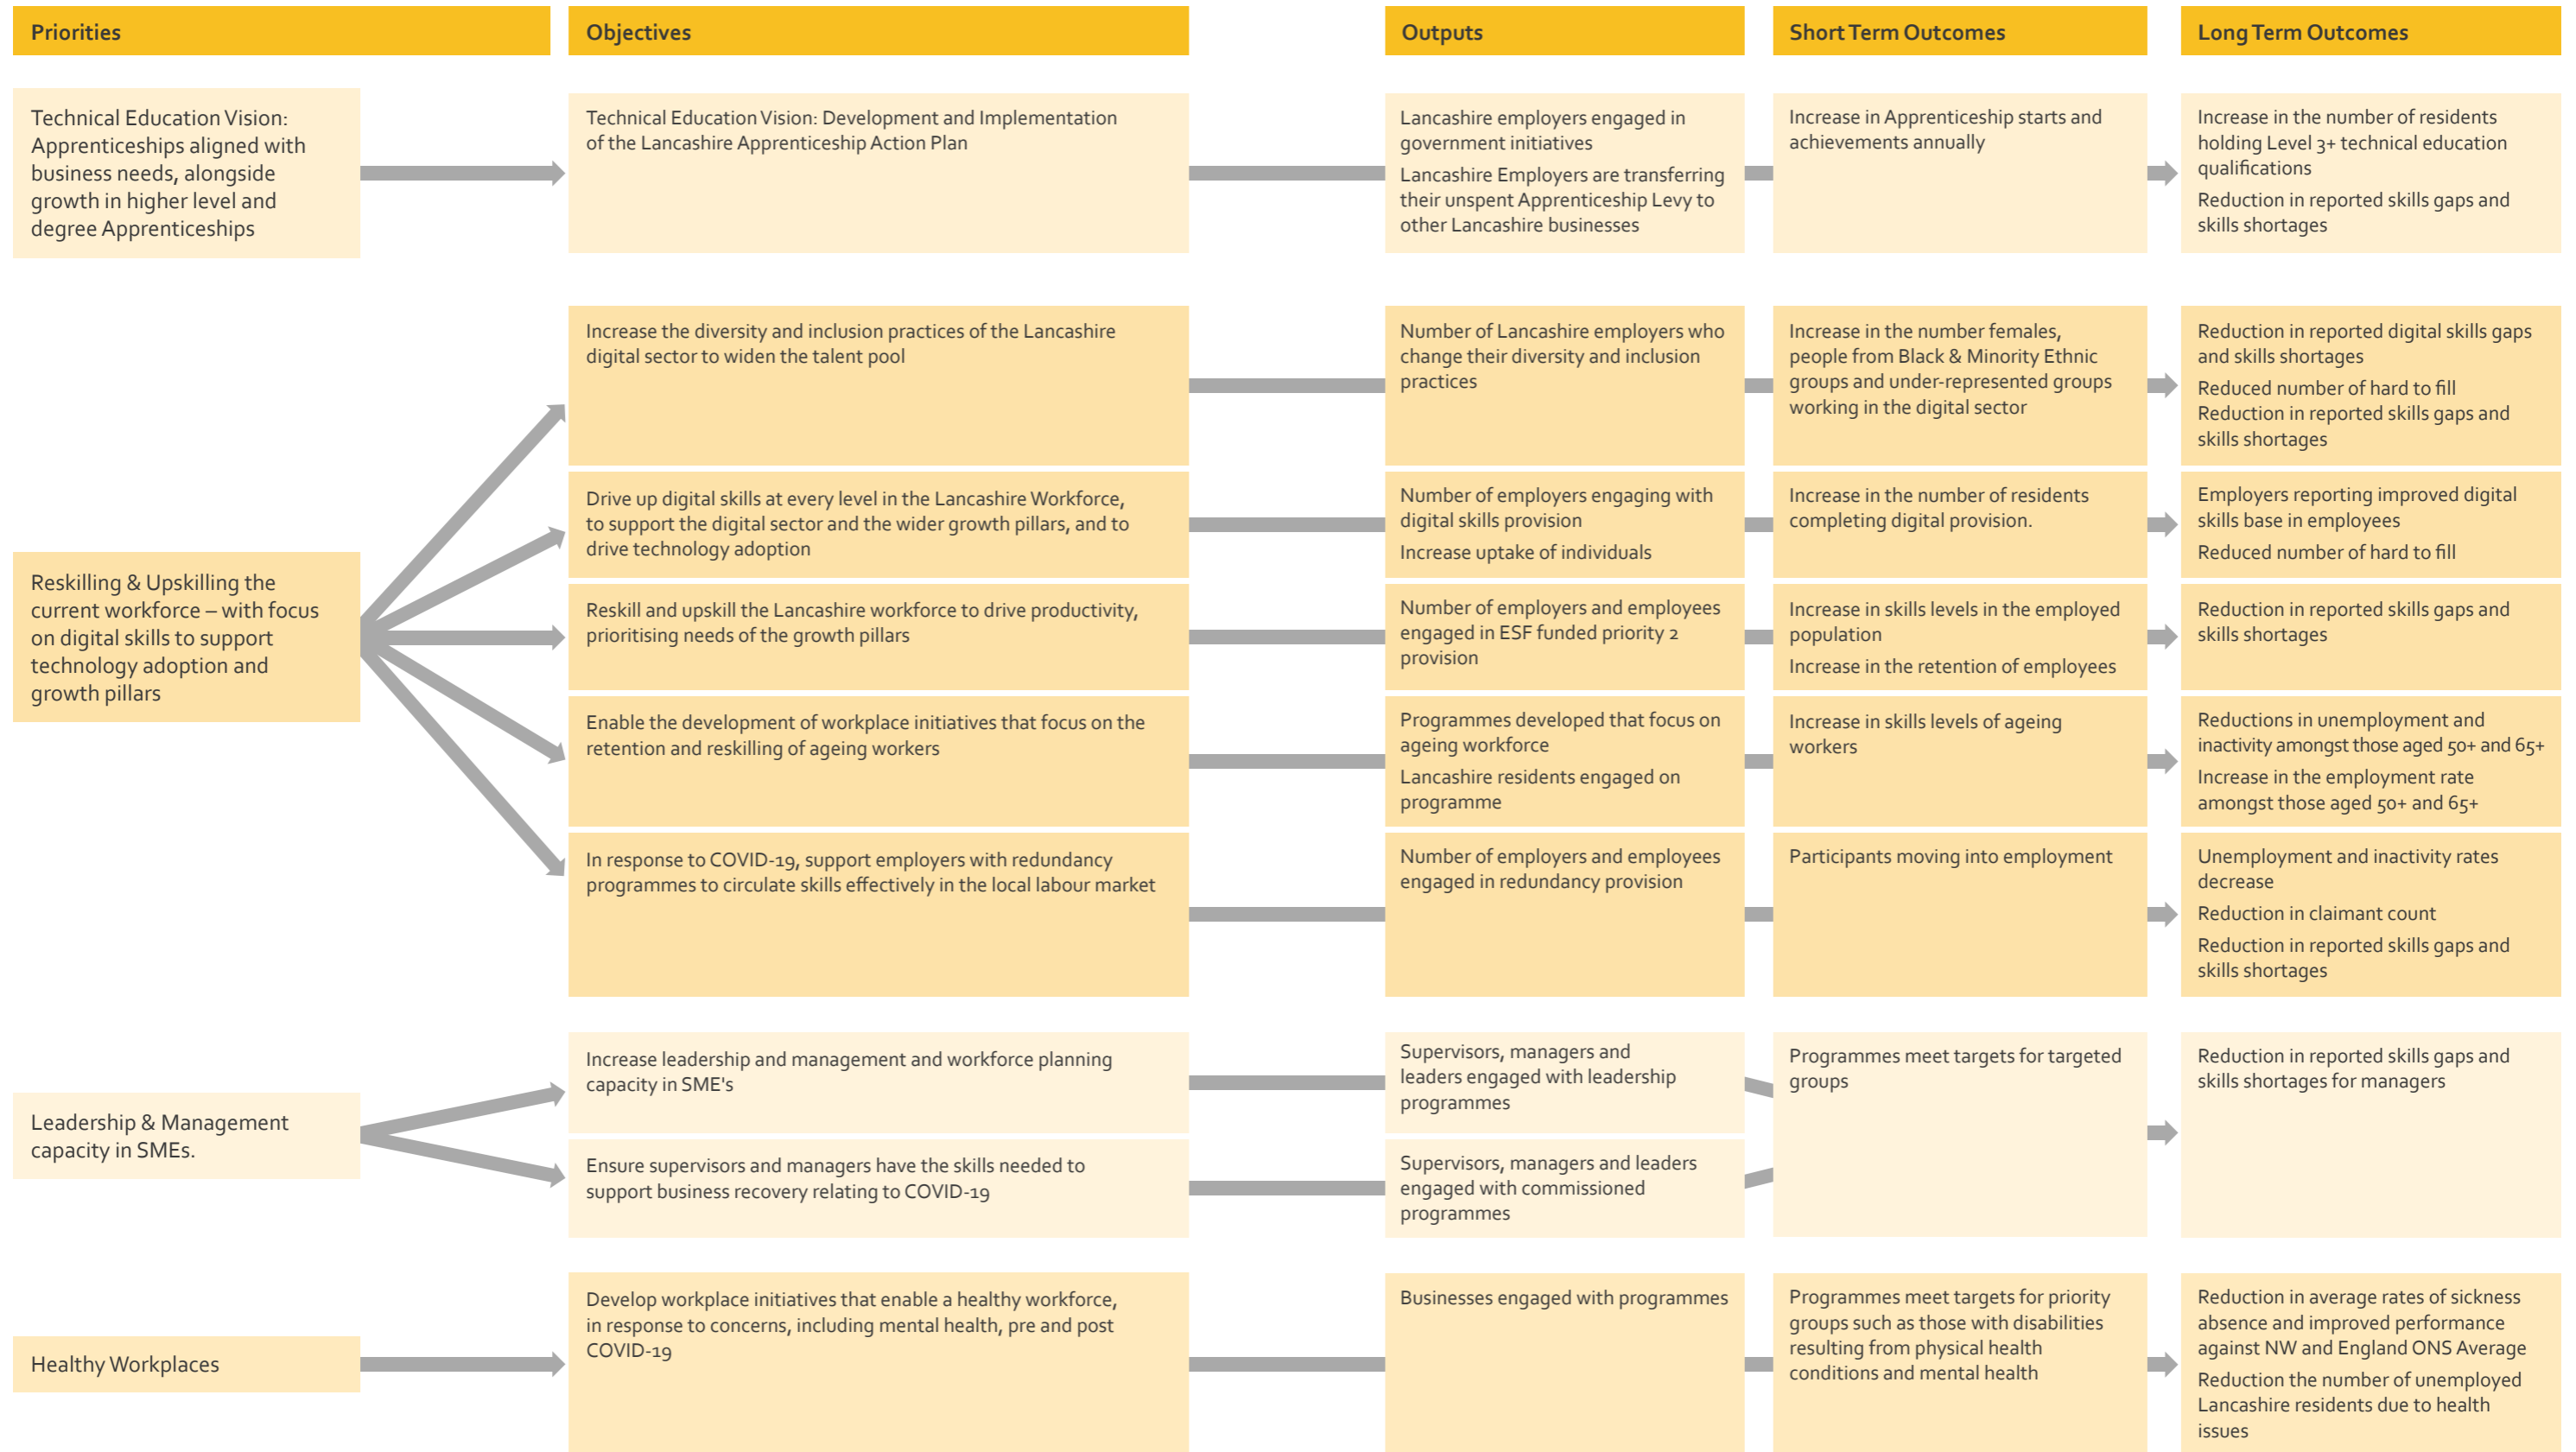 Priorities
Objectives
Outputs
Short Term Outcomes
Long Term Outcomes
Technical Education Vision:
Apprenticeships aligned with
business needs, alongside
growth in higher level and
degree Apprenticeships
Technical Education Vision: Development and Implementation
of the Lancashire Apprenticeship Action Plan
Lancashire employers engaged in
government initiatives
Lancashire Employers are transferring
their unspent Apprenticeship Levy to
other Lancashire businesses
Increase in Apprenticeship starts and
achievements annually
Increase in the number of residents
holding Level 3+ technical education
qualifications
Reduction in reported skills gaps and
skills shortages
Reskilling & Upskilling the
current workforce – with focus
on digital skills to support
technology adoption and
growth pillars
Increase the diversity and inclusion practices of the Lancashire
digital sector to widen the talent pool
Number of Lancashire employers who
change their diversity and inclusion
practices
Increase in the number females,
people from Black & Minority Ethnic
groups and under-represented groups
working in the digital sector
Reduction in reported digital skills gaps
and skills shortages
Reduced number of hard to fill
Reduction in reported skills gaps and
skills shortages
Drive up digital skills at every level in the Lancashire Workforce,
to support the digital sector and the wider growth pillars, and to
drive technology adoption
Number of employers engaging with
digital skills provision
Increase uptake of individuals
Increase in the number of residents
completing digital provision.
Employers reporting improved digital
skills base in employees
Reduced number of hard to fill
Reskill and upskill the Lancashire workforce to drive productivity,
prioritising needs of the growth pillars
Number of employers and employees
engaged in ESF funded priority 2
provision
Increase in skills levels in the employed
population
Increase in the retention of employees
Reduction in reported skills gaps and
skills shortages
Enable the development of workplace initiatives that focus on the
retention and reskilling of ageing workers
Programmes developed that focus on
ageing workforce
Lancashire residents engaged on
programme
Increase in skills levels of ageing
workers
Reductions in unemployment and
inactivity amongst those aged 50+ and 65+
Increase in the employment rate
amongst those aged 50+ and 65+
In response to COVID-19, support employers with redundancy
programmes to circulate skills effectively in the local labour market
Number of employers and employees
engaged in redundancy provision
Participants moving into employment
Unemployment and inactivity rates
decrease
Reduction in claimant count
Reduction in reported skills gaps and
skills shortages
Leadership & Management
capacity in SMEs.
Increase leadership and management and workforce planning
capacity in SME's
Supervisors, managers and
leaders engaged with leadership
programmes
Programmes meet targets for targeted
groups
Reduction in reported skills gaps and
skills shortages for managers
Ensure supervisors and managers have the skills needed to
support business recovery relating to COVID-19
Supervisors, managers and leaders
engaged with commissioned
programmes
Healthy Workplaces
Develop workplace initiatives that enable a healthy workforce,
in response to concerns, including mental health, pre and post
COVID-19
Businesses engaged with programmes
Programmes meet targets for priority
groups such as those with disabilities
resulting from physical health
conditions and mental health
Reduction in average rates of sickness
absence and improved performance
against NW and England ONS Average
Reduction the number of unemployed
Lancashire residents due to health
issues